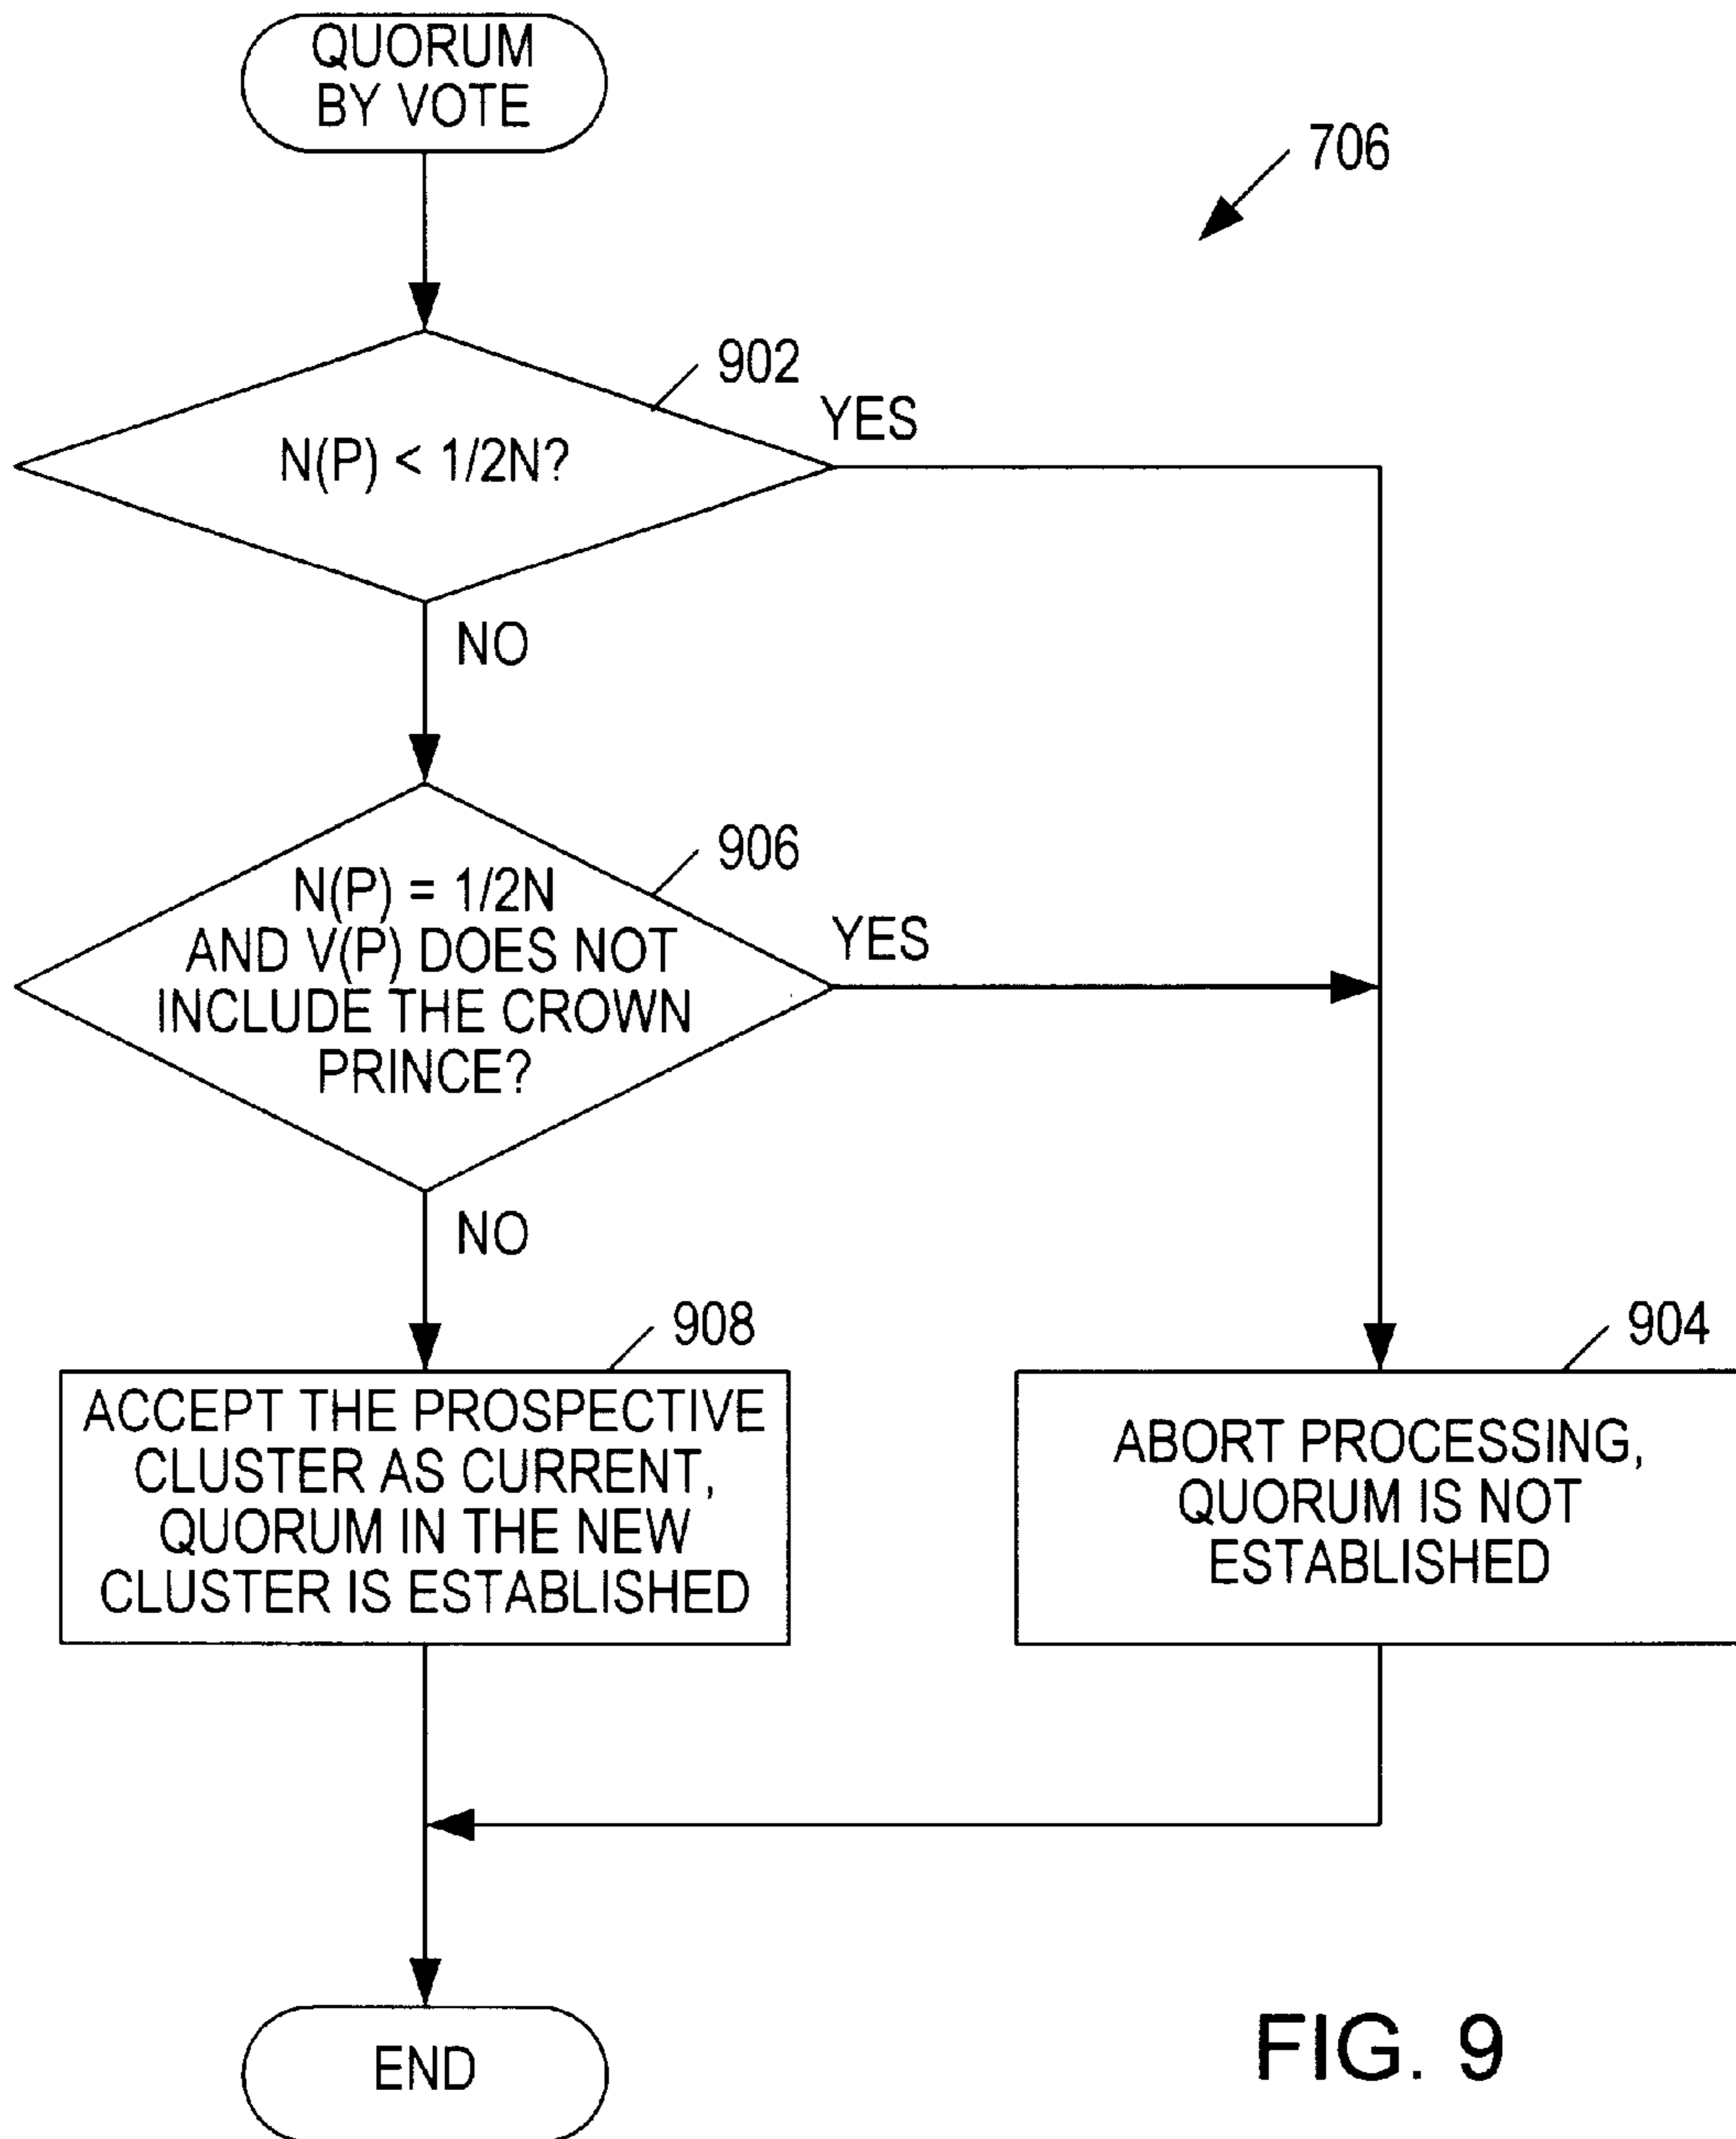 QUORUM
BY VOTE
706
902
YES
N(P) < 1/2N?
NO
906
N(P) = 1/2N
AND V(P) DOES NOT
INCLUDE THE CROWN
PRINCE?
YES
NO
908
ACCEPT THE PROSPECTIVE
CLUSTER AS CURRENT,
QUORUM IN THE NEW
CLUSTER IS ESTABLISHED
904
ABORT PROCESSING,
QUORUM IS NOT
ESTABLISHED
END
FIG. 9